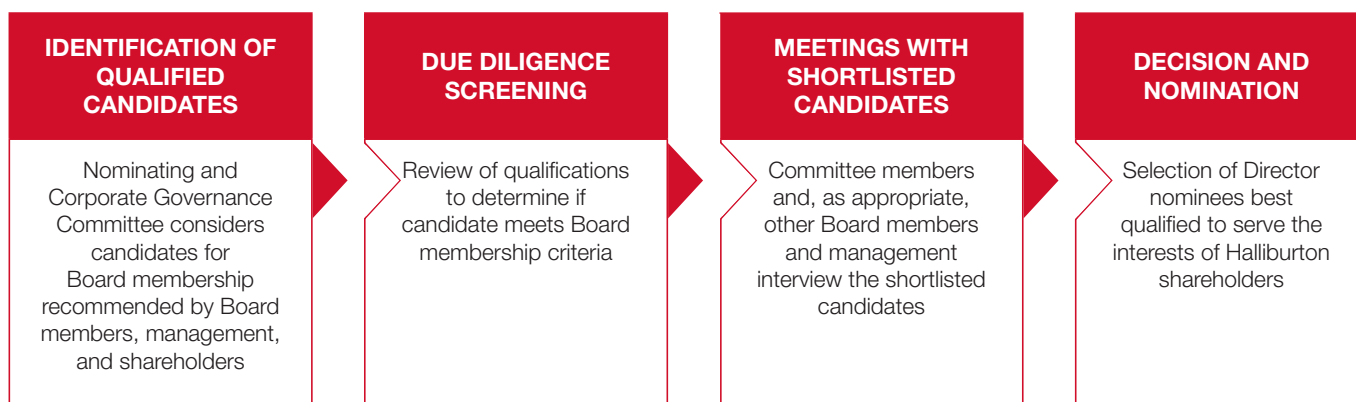 IDENTIFICATION OF
QUALIFIED
CANDIDATES
Nominating and
Corporate Governance
Committee considers
candidates for
Board membership
recommended by Board
members, management,
and shareholders
DUE DILIGENCE
SCREENING
Review of qualifications
to determine if
candidate meets Board
membership criteria
MEETINGS WITH
SHORTLISTED
CANDIDATES
Committee members
and, as appropriate,
other Board members
and management
interview the shortlisted
candidates
DECISION AND
NOMINATION
Selection of Director
nominees best
qualified to serve the
interests of Halliburton
shareholders